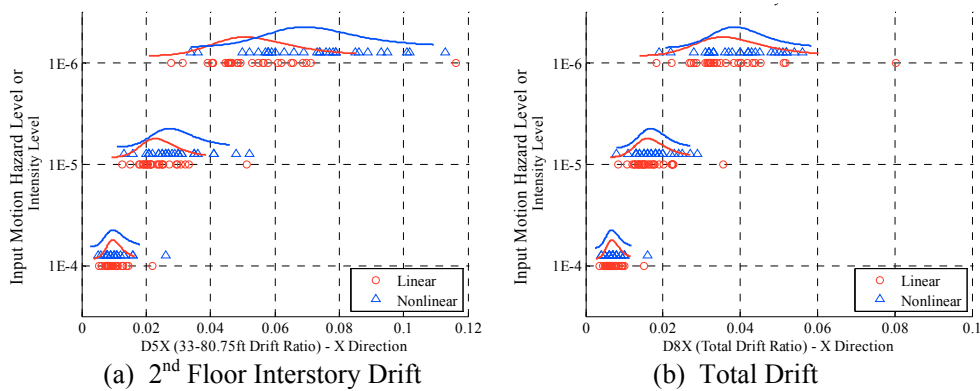 Input Motion Hazard Level or
Intensity Level
1E-6
1E-5
1E-4
0
0.02
0.04
0.06
0.08
0.1
0.12
Linear
Nonlinear
D5X (33-80.75ft Drift Ratio) - X Direction
(a) 2nd Floor Interstory Drift
Input Motion Hazard Level or
Intensity Level
1E-6
1E-5
1E-4
0
0.02
0.04
0.06
0.08
0.1
Linear
Nonlinear
D8X (Total Drift Ratio) - X Direction
(b) Total Drift